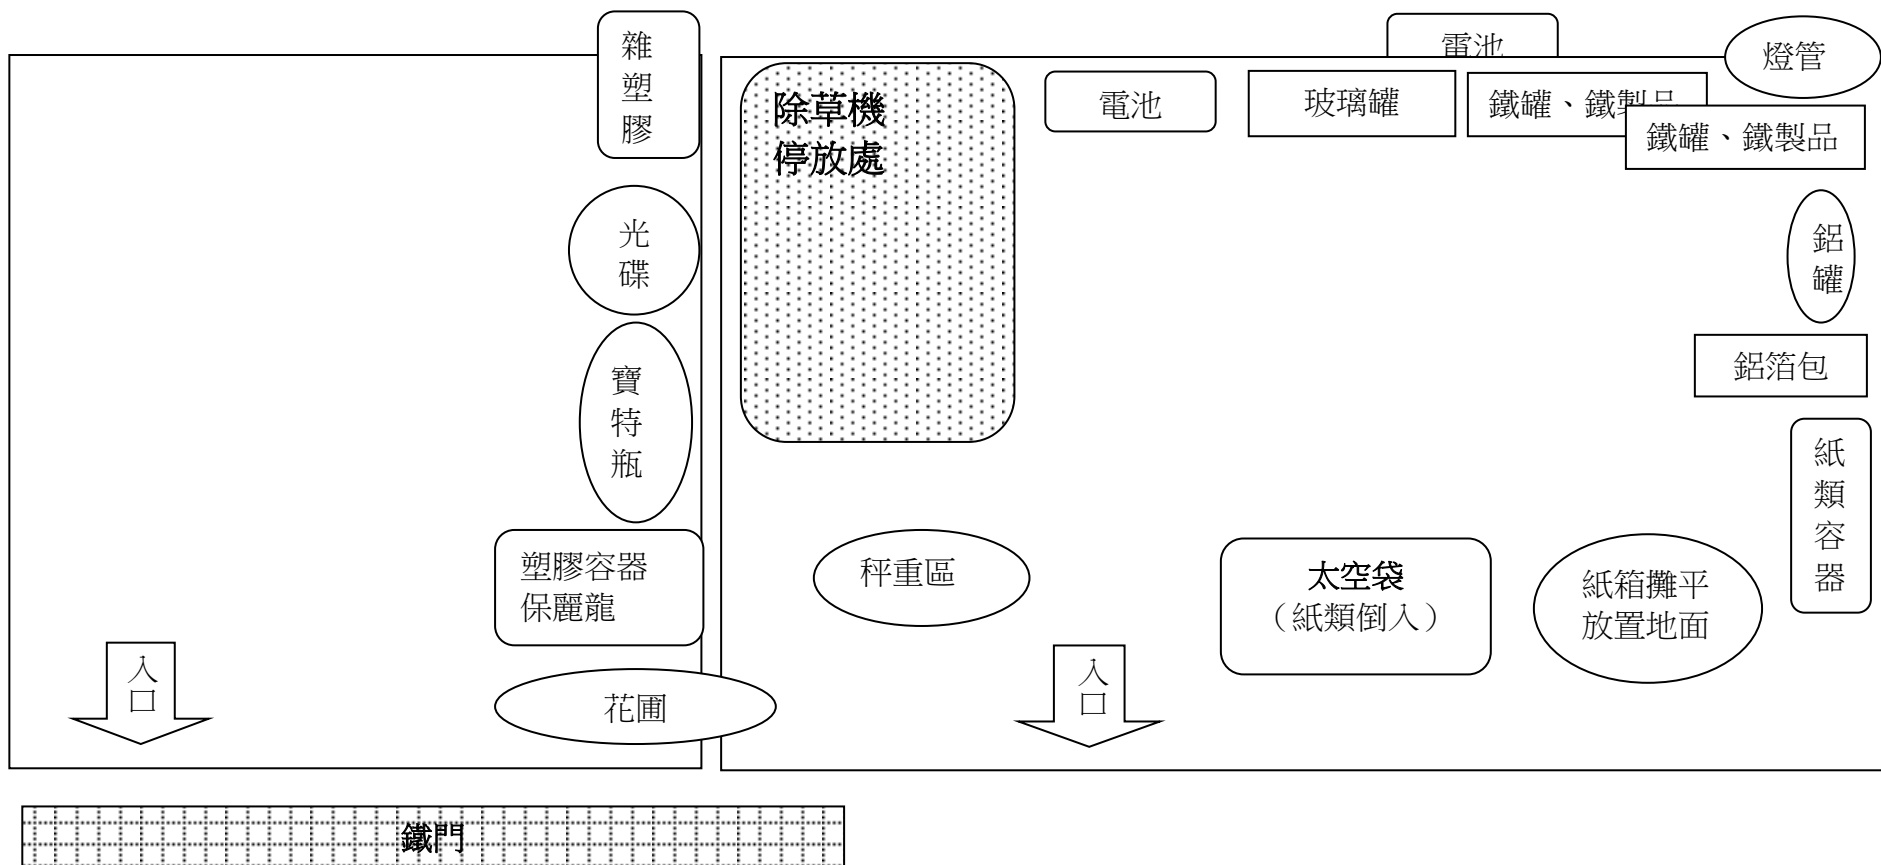 雜
塑
膠
光
碟
寶
特
瓶
塑膠容器
保麗龍
入
口
花圃
除草機
停放處
電池
電池
玻璃罐
鐵罐、鐵製品
燈管
鐵罐、鐵製品
鋁
罐
鋁箔包
紙
類
容
器
秤重區
太空袋
（紙類倒入）
紙箱攤平
放置地面
入
口
鐵門